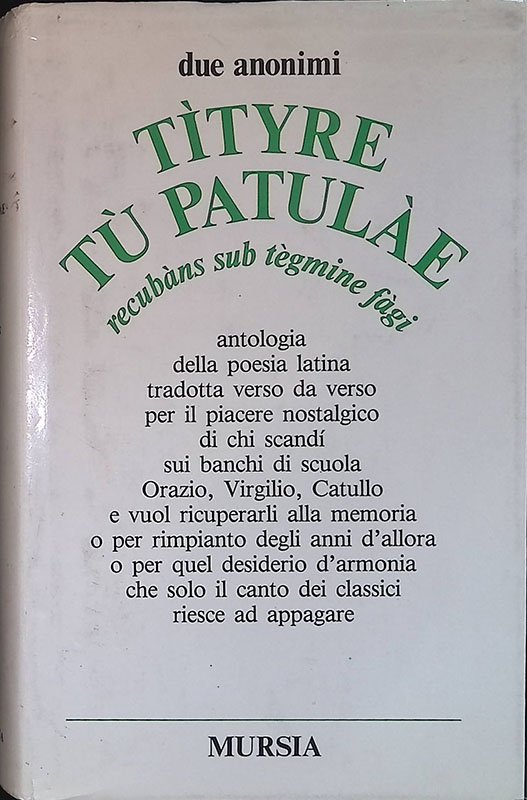 due anonimi
TÌTYRE
TÙ PATULÀE
recubàns sub tègmine fàgi
antologia
della poesia latina
tradotta verso da verso
per il piacere nostalgico
di chi scandí
sui banchi di scuola
Orazio, Virgilio, Catullo
e vuol ricuperarli alla memoria
o per rimpianto degli anni d'allora
o per quel desiderio d'armonia
che solo il canto dei classici
riesce ad appagare
MURSIA